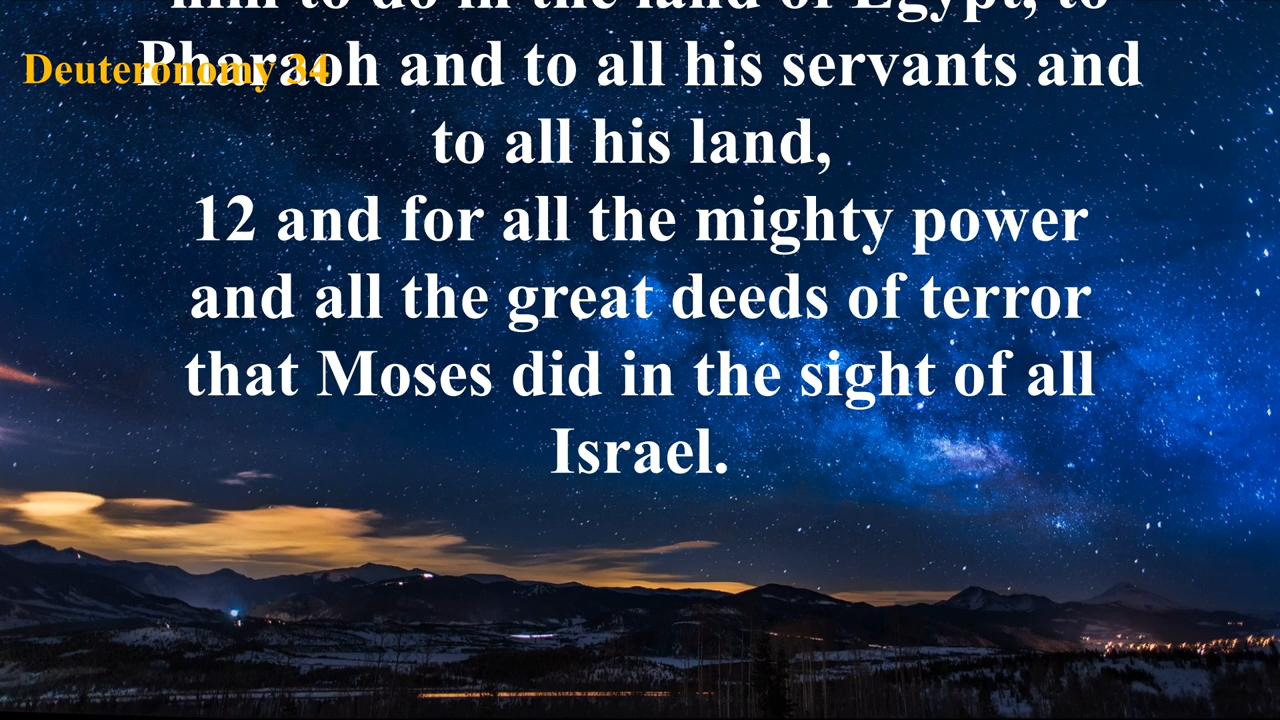 him to do in the land of Egypt, to
Deuteronomy 34
Pharaoh and to all his servants and
to all his land,
12 and for all the mighty power
and all the great deeds of terror
that Moses did in the sight of all
Israel.